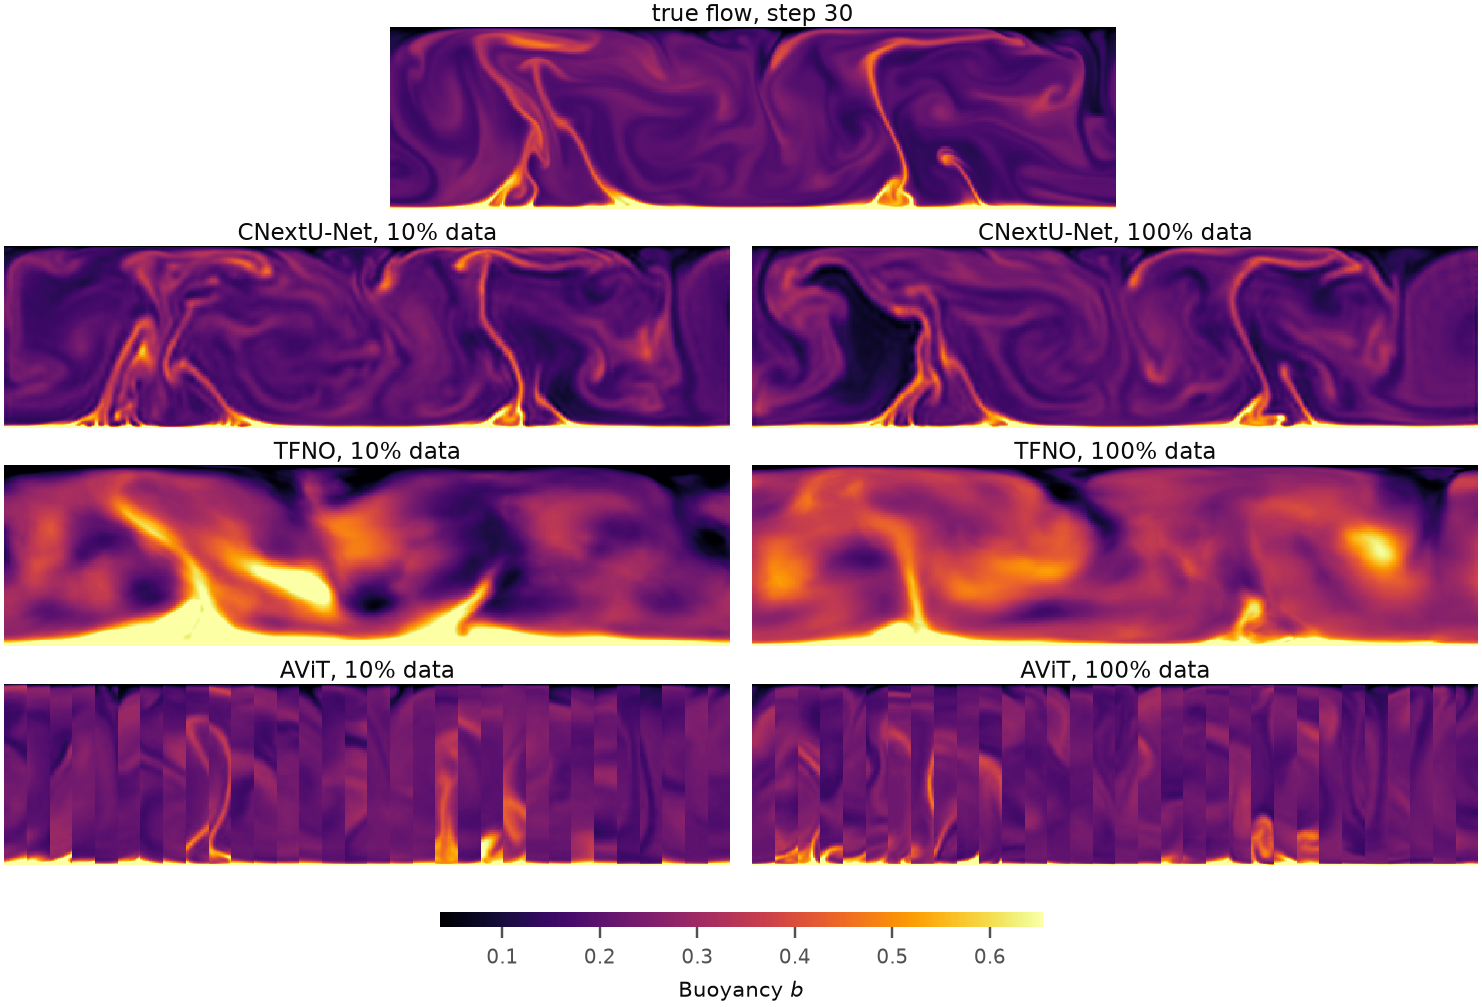 true flow, step 30
CNextU-Net, 10% data
CNextU-Net, 100% data
TFNO, 10% data
TFNO, 100% data
AViT, 10% data
AViT, 100% data
0.1 0.2 0.3 0.4 0.5 0.6
Buoyancy b